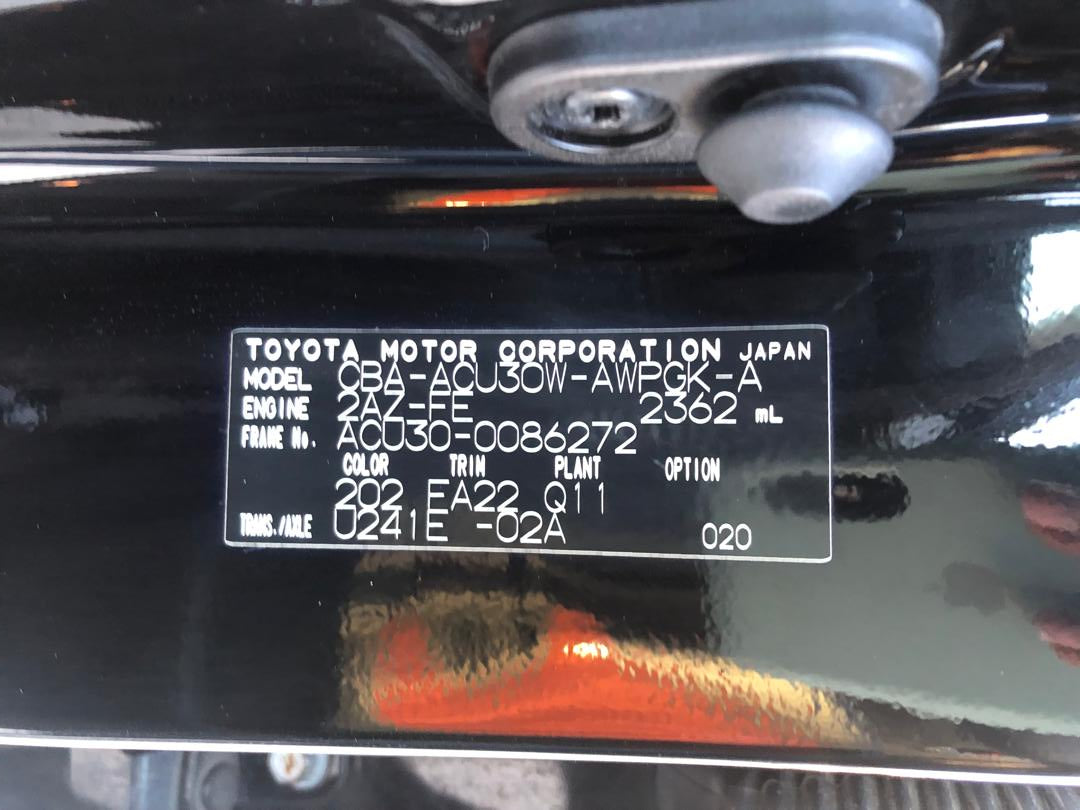 TOYOTA MOTOR CORPORATION JAPAN
MODEL CBA-ACU30W-AWPGK-A
ENGINE 2AZ-FE 2362 mL
FRAME No. ACU30-0086272
COLOR TRIM PLANT OPTION
202 EA22 Q11
TRANS./AXLE U241E -02A 020